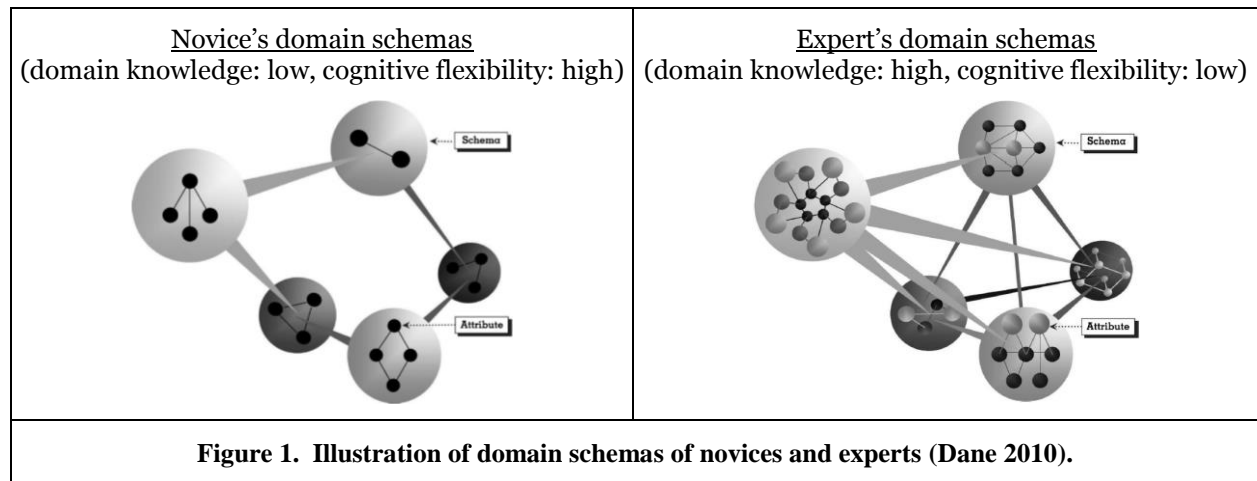 Novice's domain schemas
(domain knowledge: low, cognitive flexibility: high)
Schema
Attribute
Expert's domain schemas
(domain knowledge: high, cognitive flexibility: low)
Schema
Attribute
Figure 1. Illustration of domain schemas of novices and experts (Dane 2010).